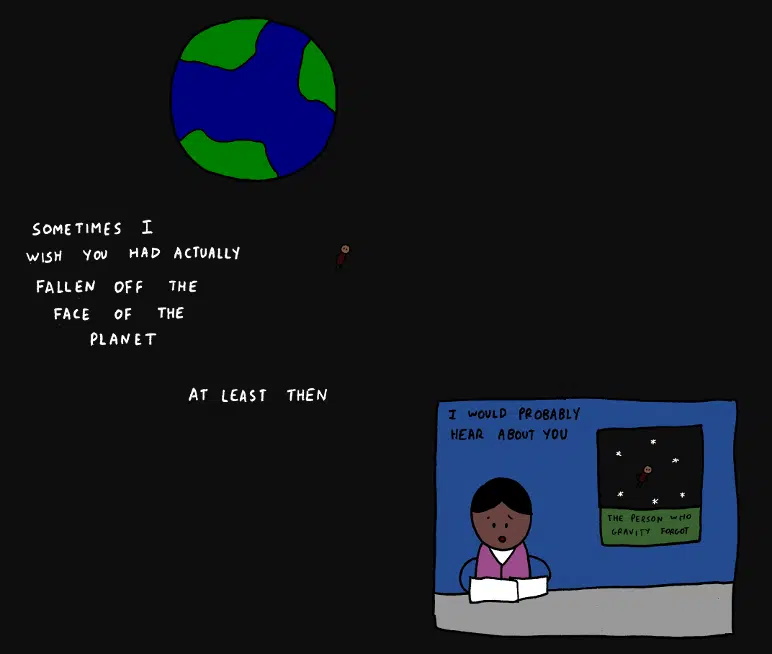 SOMETIMES I
WISH YOU HAD ACTUALLY
FALLEN OFF THE
FACE OF THE
PLANET
AT LEAST THEN
I WOULD PROBABLY
HEAR ABOUT YOU
THE PERSON WHO
GRAVITY FORGOT